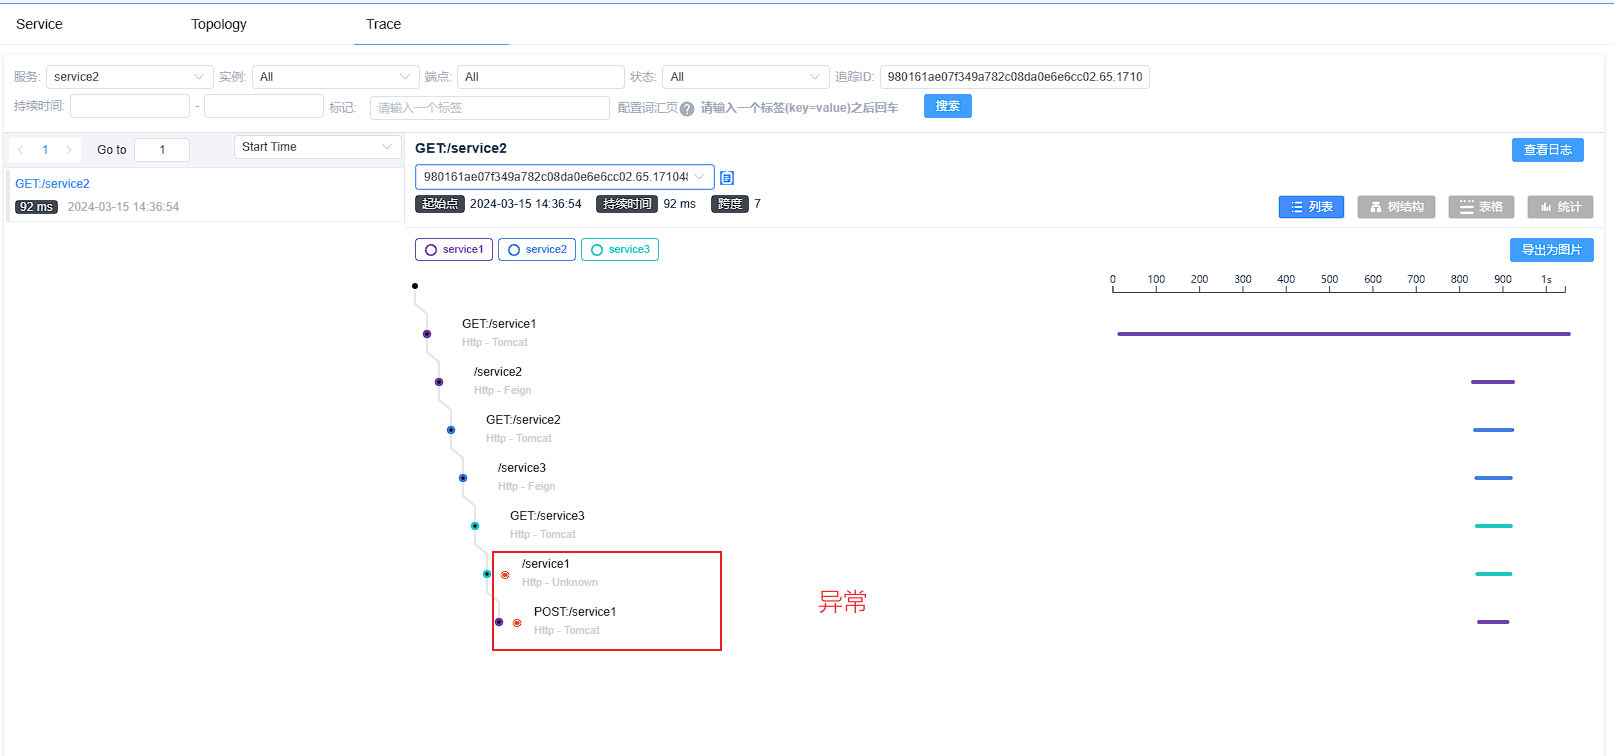 Service Topology Trace
服务: service2 实例: All 端点: All 状态: All 追踪ID: 980161ae07f349a782c08da0e6e6cc02.65.1710
持续时间: - 标记: 请输入一个标签 配置词汇页 ? 请输入一个标签(key=value)之后回车 搜索
< 1 > Go to 1 Start Time
GET:/service2
92 ms 2024-03-15 14:36:54
GET:/service2 查看日志
980161ae07f349a782c08da0e6e6cc02.65.17104
起始点 2024-03-15 14:36:54 持续时间 92 ms 跨度 7
列表 树结构 表格 统计
service1 service2 service3 导出为图片
0 100 200 300 400 500 600 700 800 900 1s
GET:/service1
Http - Tomcat
/service2
Http - Feign
GET:/service2
Http - Tomcat
/service3
Http - Feign
GET:/service3
Http - Tomcat
/service1
Http - Unknown
异常
POST:/service1
Http - Tomcat